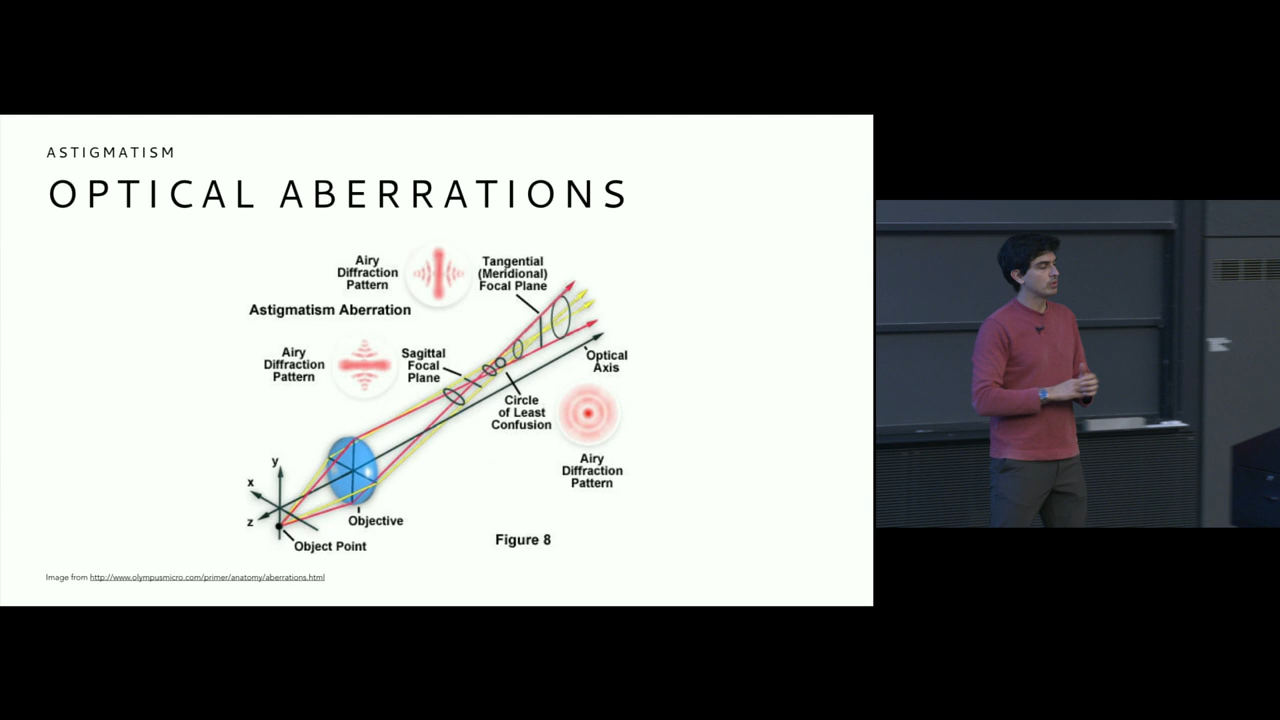 ASTIGMATISM
OPTICAL ABERRATIONS
Airy
Diffraction
Pattern
Tangential
(Meridional)
Focal Plane
Astigmatism Aberration
Airy
Diffraction
Pattern
Sagittal
Focal
Plane
Optical
Axis
Circle
of Least
Confusion
Airy
Diffraction
Pattern
y
x
z
Objective
Object Point
Figure 8
Image from http://www.olympusmicro.com/primer/anatomy/aberrations.html